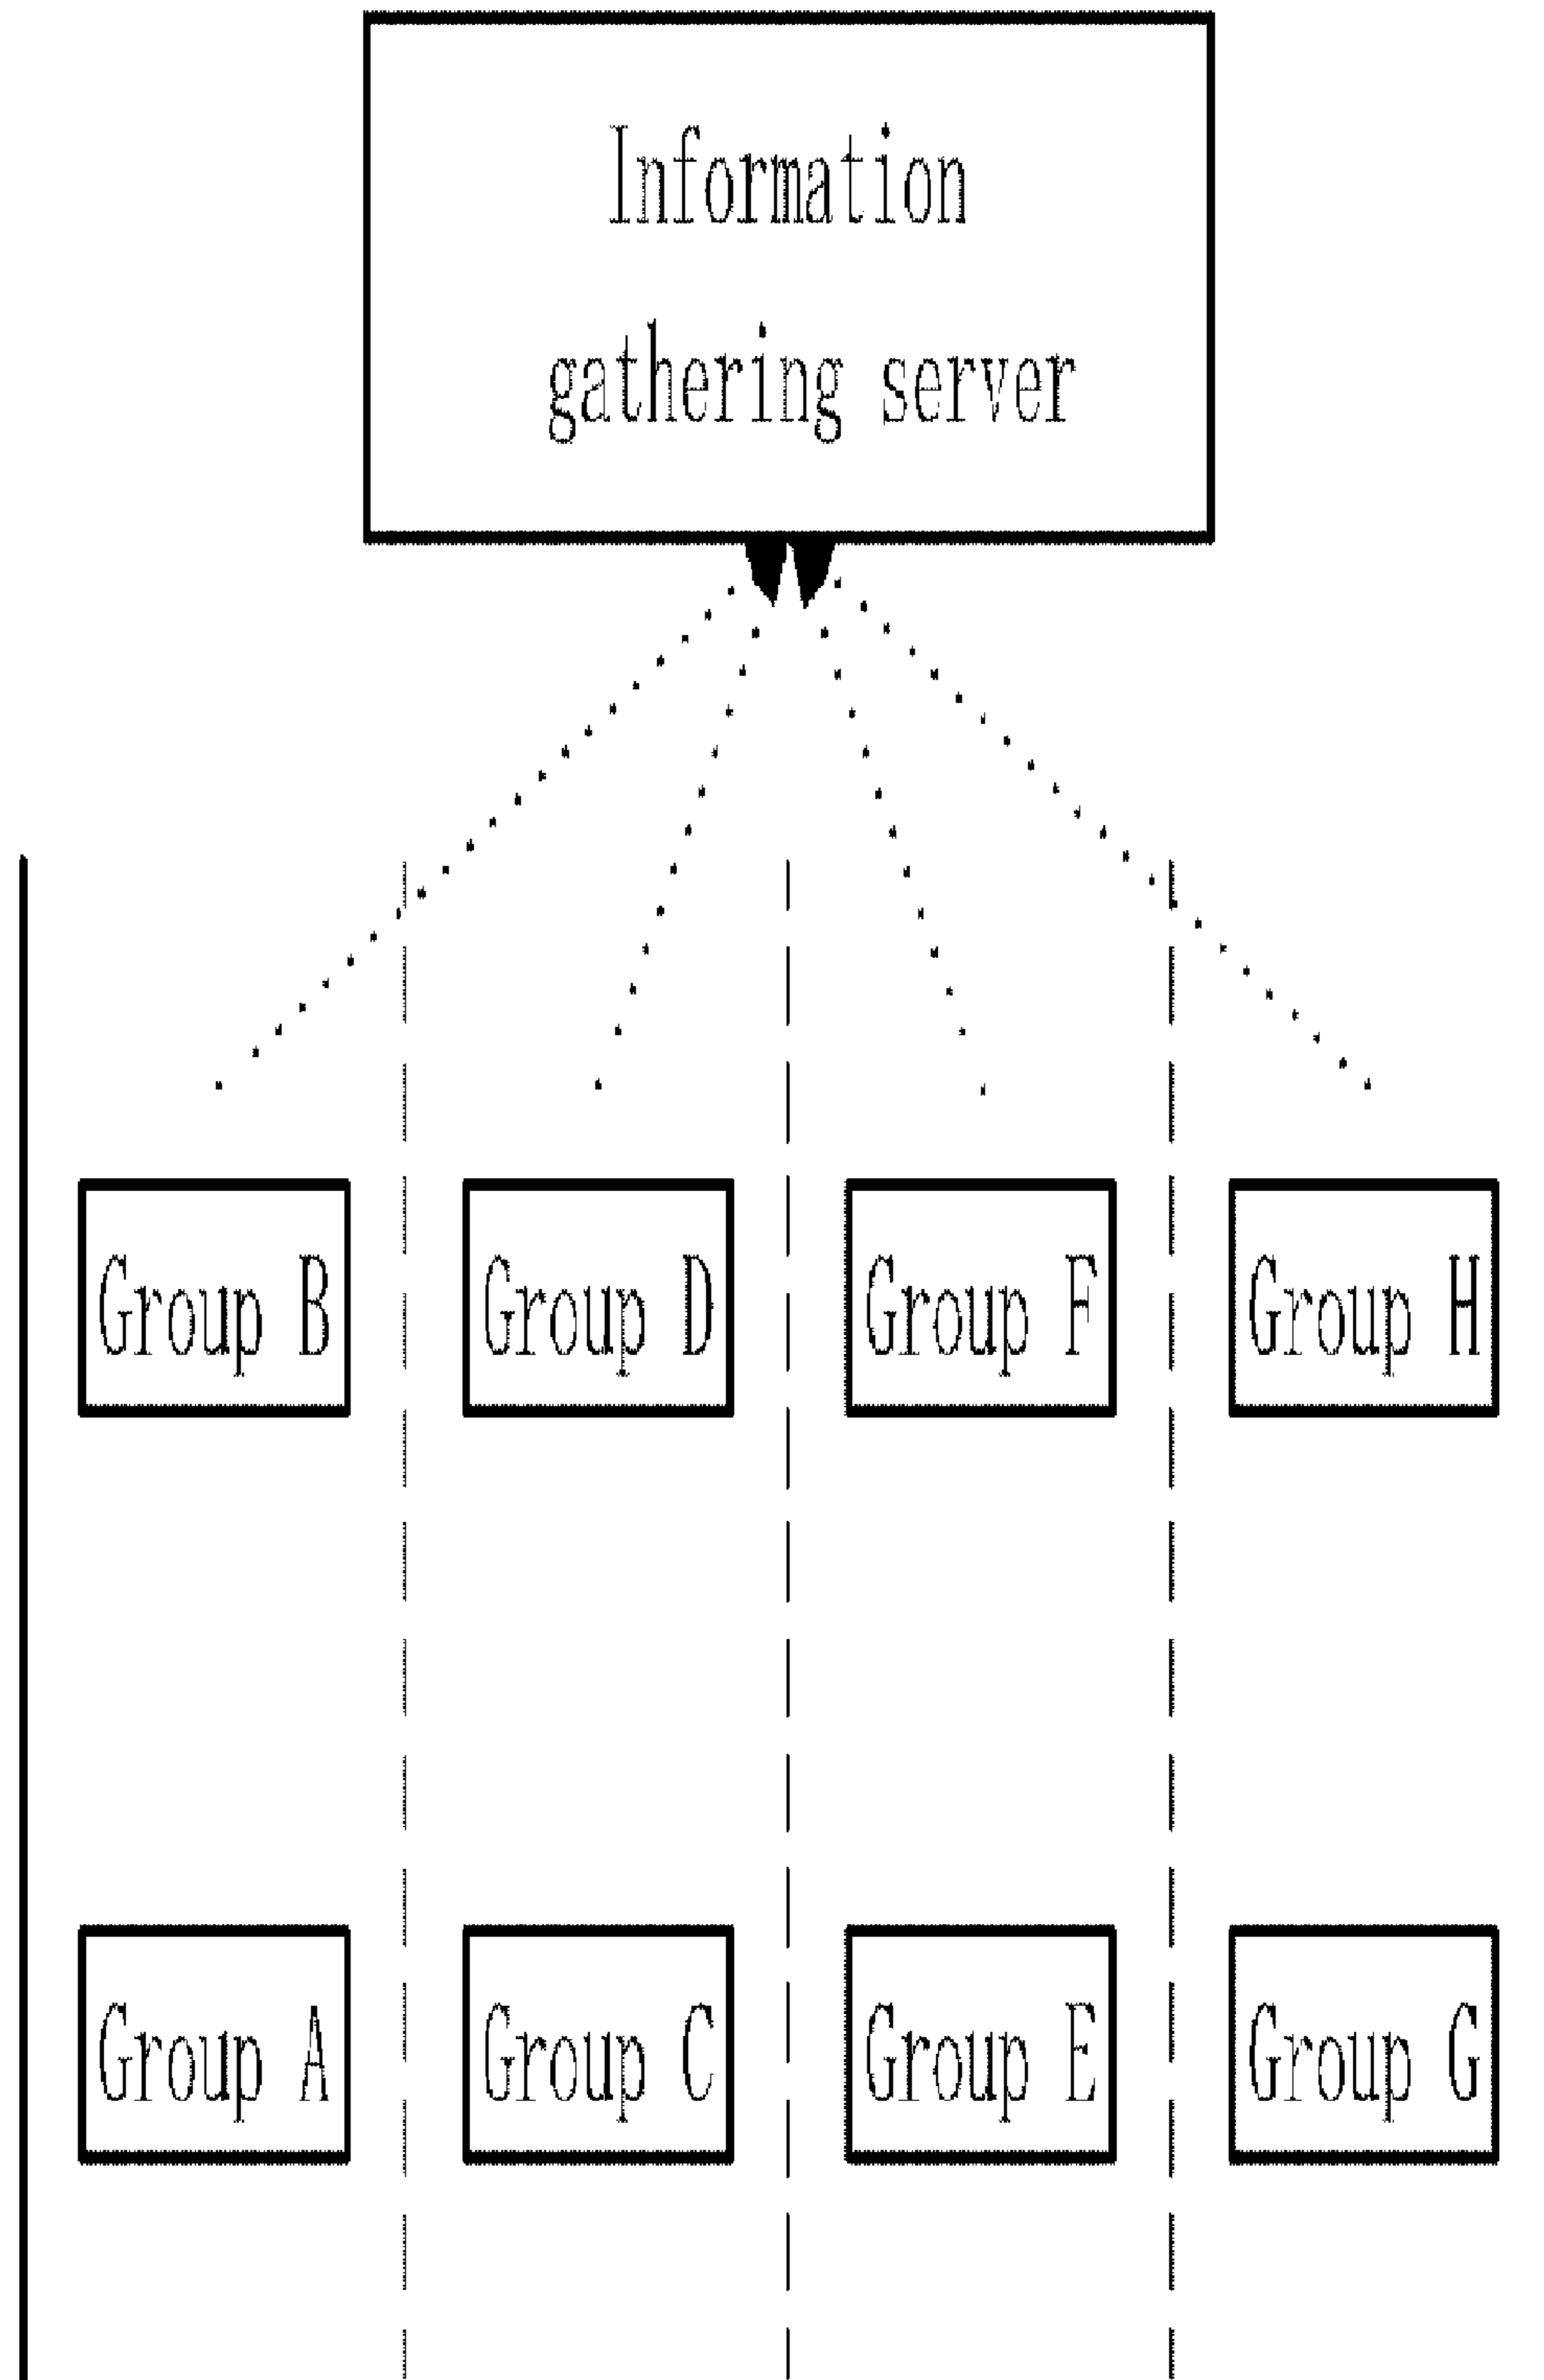 Information
gathering server
Group B
Group D
Group F
Group H
Group A
Group C
Group E
Group G